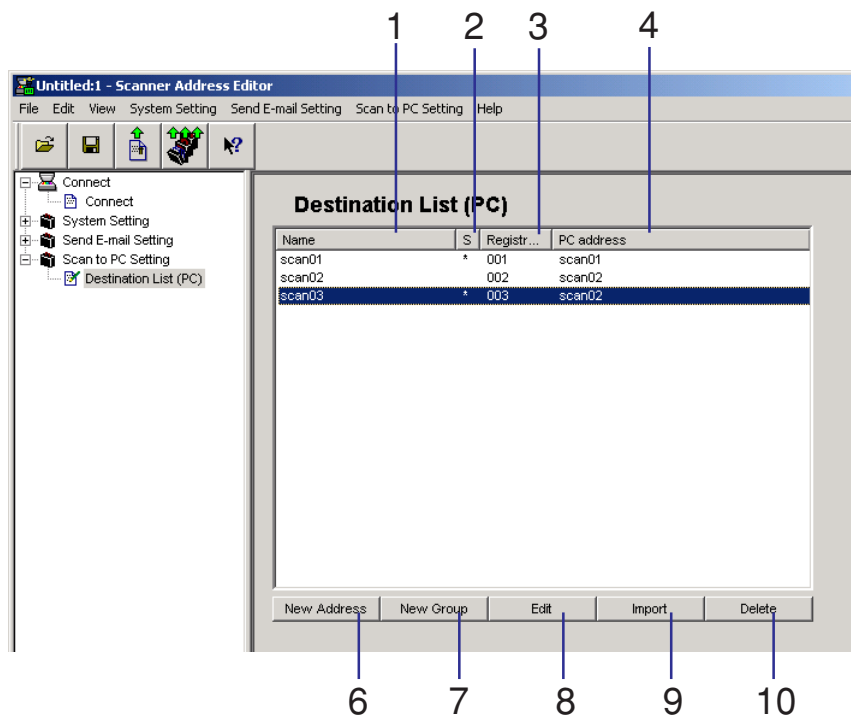 1 2 3 4
Untitled:1 - Scanner Address Editor
File Edit View System Setting Send E-mail Setting Scan to PC Setting Help
Connect
Connect
System Setting
Send E-mail Setting
Scan to PC Setting
Destination List (PC)
Destination List (PC)
Name S Registr... PC address
scan01 * 001 scan01
scan02 002 scan02
scan03 * 003 scan02
New Address New Group Edit Import Delete
6 7 8 9 10